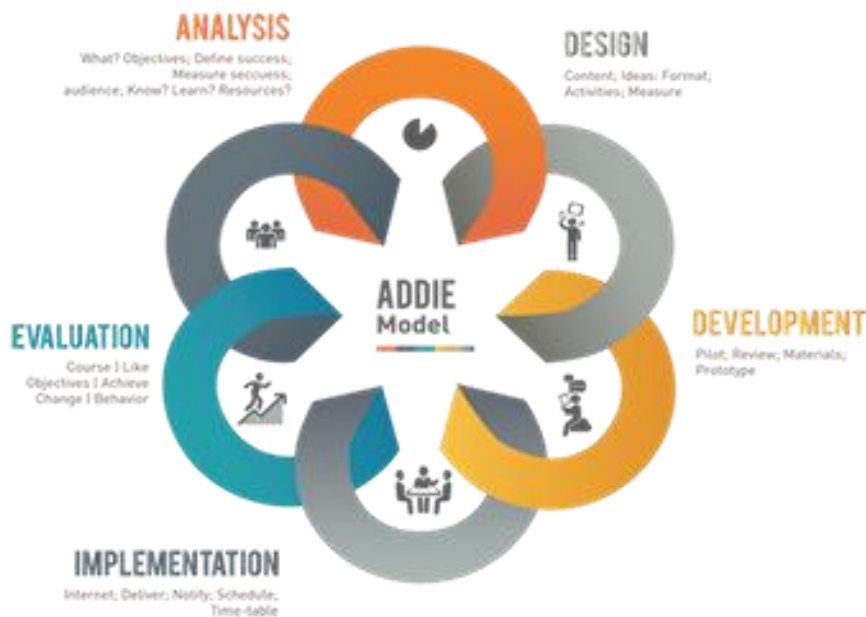 ANALYSIS
What? Objectives; Define success;
Measure seccuess;
audience; Know? Learn? Resources?
DESIGN
Content; Ideas: Format;
Activities; Measure
ADDIE
Model
EVALUATION
Course | Like
Objectives | Achieve
Change | Behavior
DEVELOPMENT
Pilot; Review; Materials;
Prototype
IMPLEMENTATION
Internet; Deliver; Notify; Schedule;
Time-table